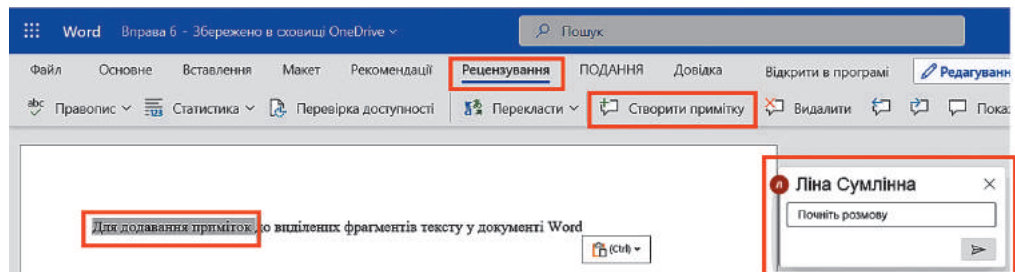 Word Вправа 6 - Збережено в сховищі OneDrive Пошук
Файл Основне Вставлення Макет Рекомендації Рецензування ПОДАННЯ Довідка Відкрити в програмі Редагуванн
abc Правопис 123 Статистика Перевірка доступності Перекласти Створити примітку Видалити Пока
Л Ліна Сумлінна
Почніть розмову
Для додавання приміток до виділених фрагментів тексту у документі Word
(Ctrl)